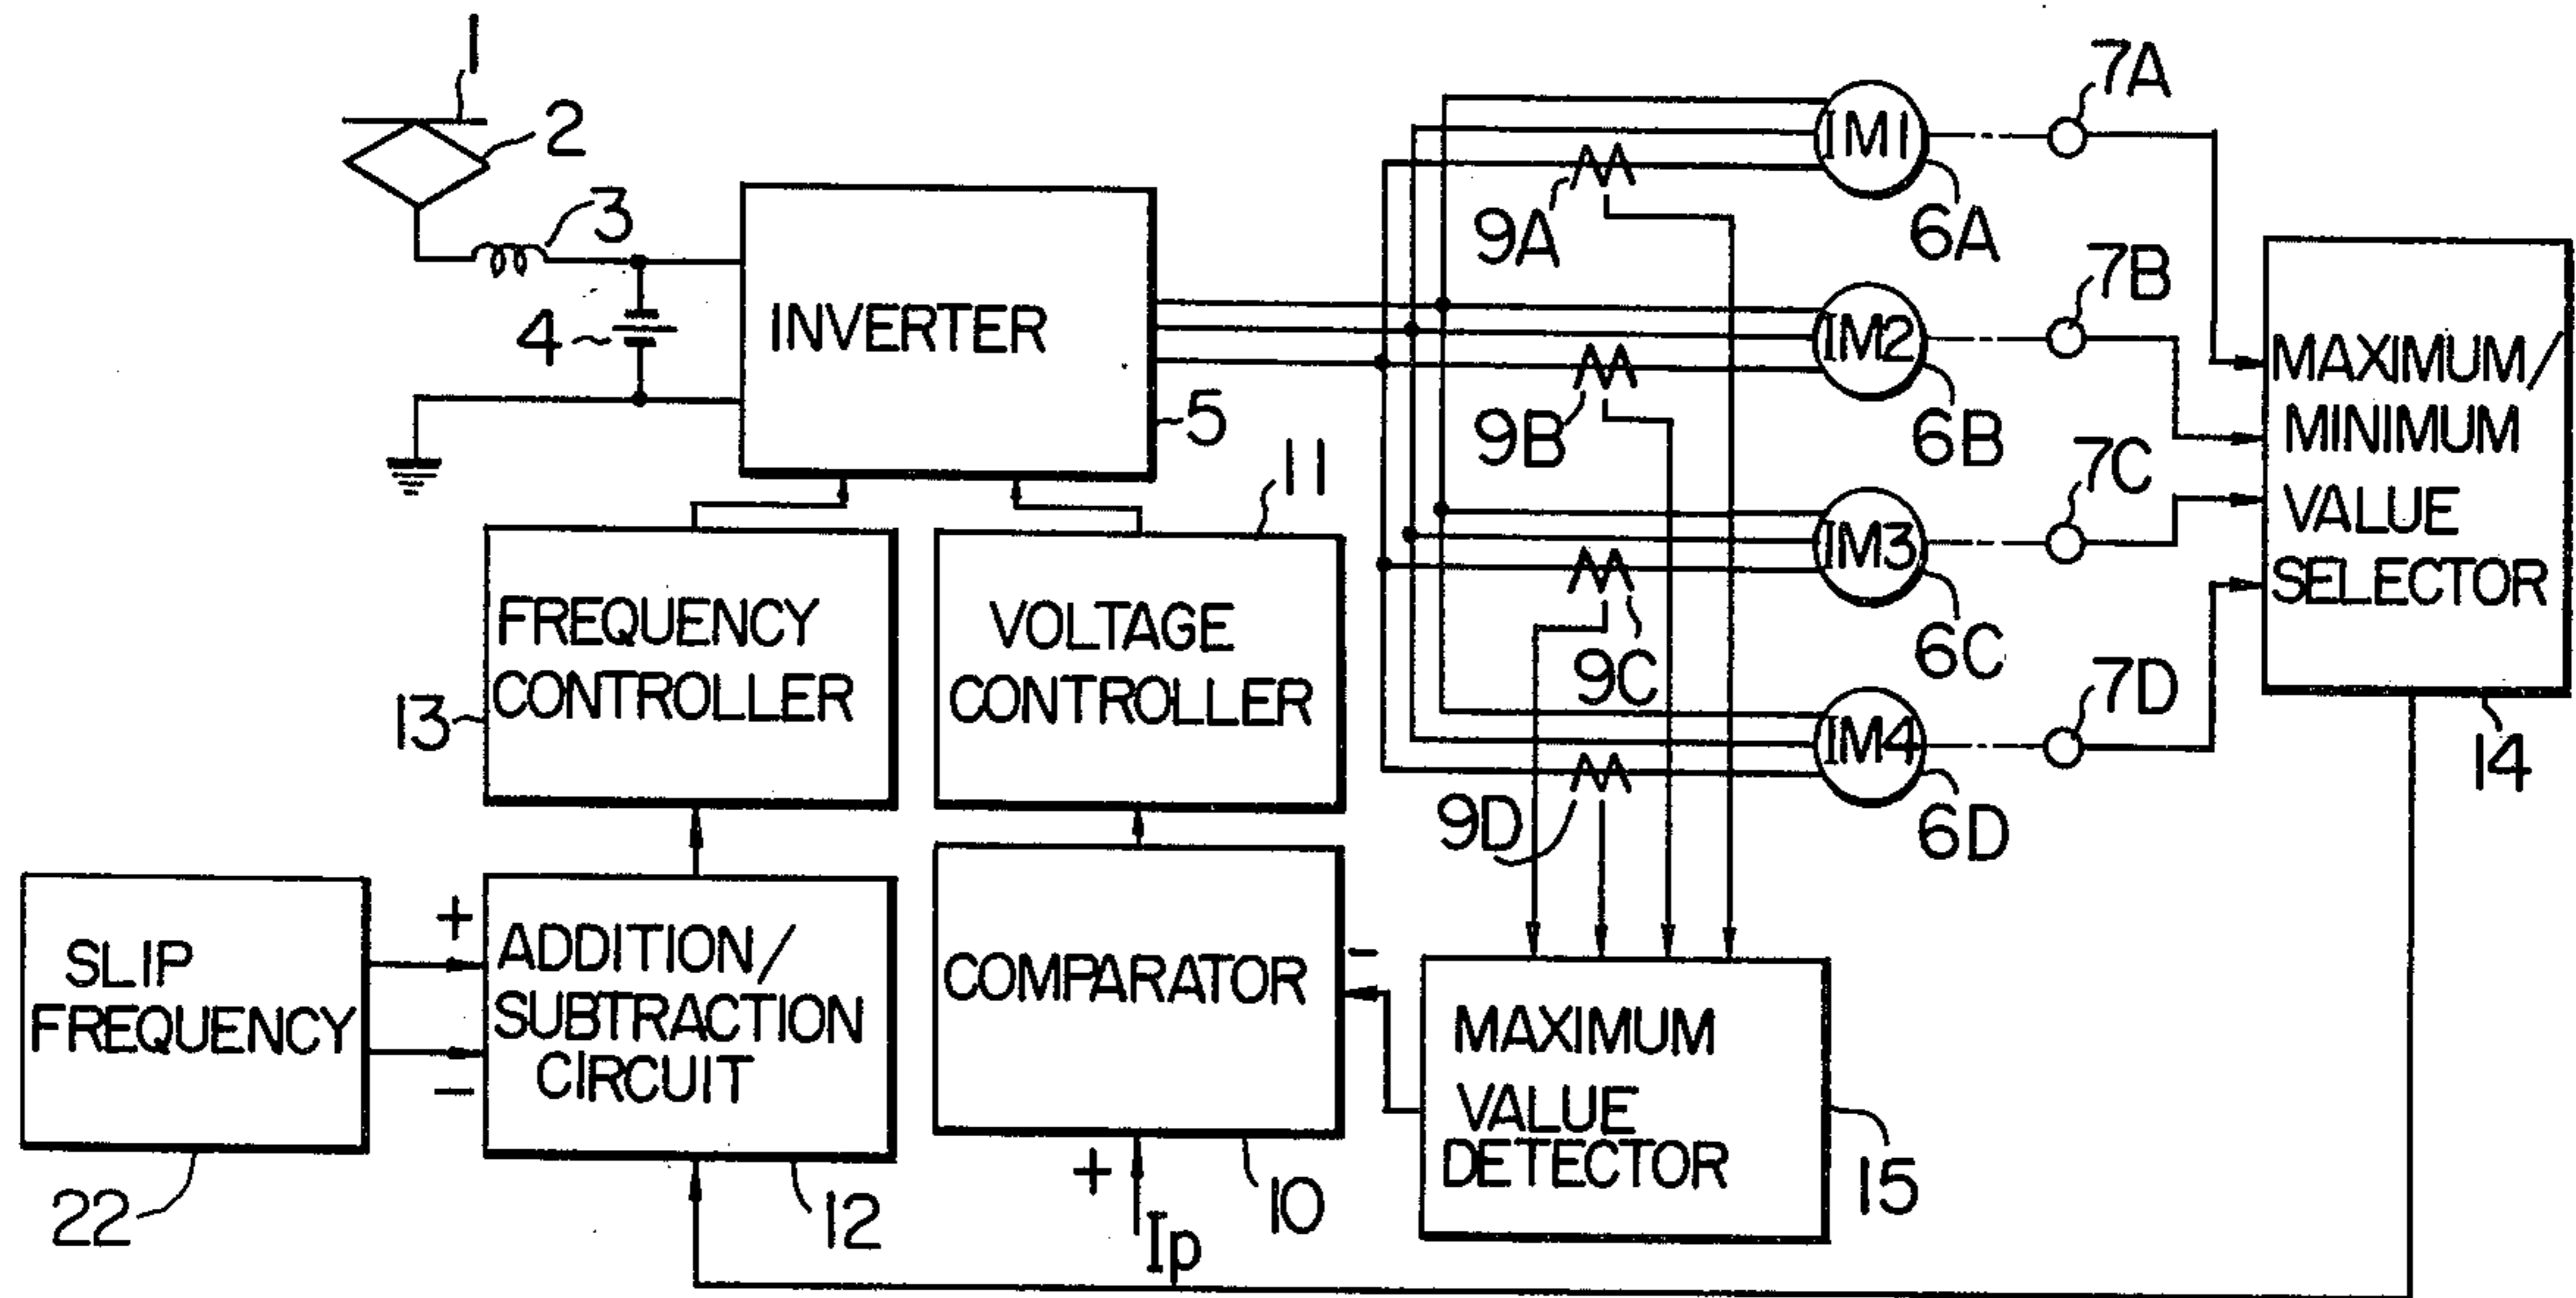 1
2
3
4
INVERTER
5
IM1
6A
7A
9A
IM2
6B
7B
9B
IM3
6C
7C
9C
IM4
6D
7D
9D
MAXIMUM/
MINIMUM
VALUE
SELECTOR
14
FREQUENCY
CONTROLLER
13
VOLTAGE
CONTROLLER
11
SLIP
FREQUENCY
22
+
-
ADDITION/
SUBTRACTION
CIRCUIT
12
COMPARATOR
-
10
+
Ip
MAXIMUM
VALUE
DETECTOR
15